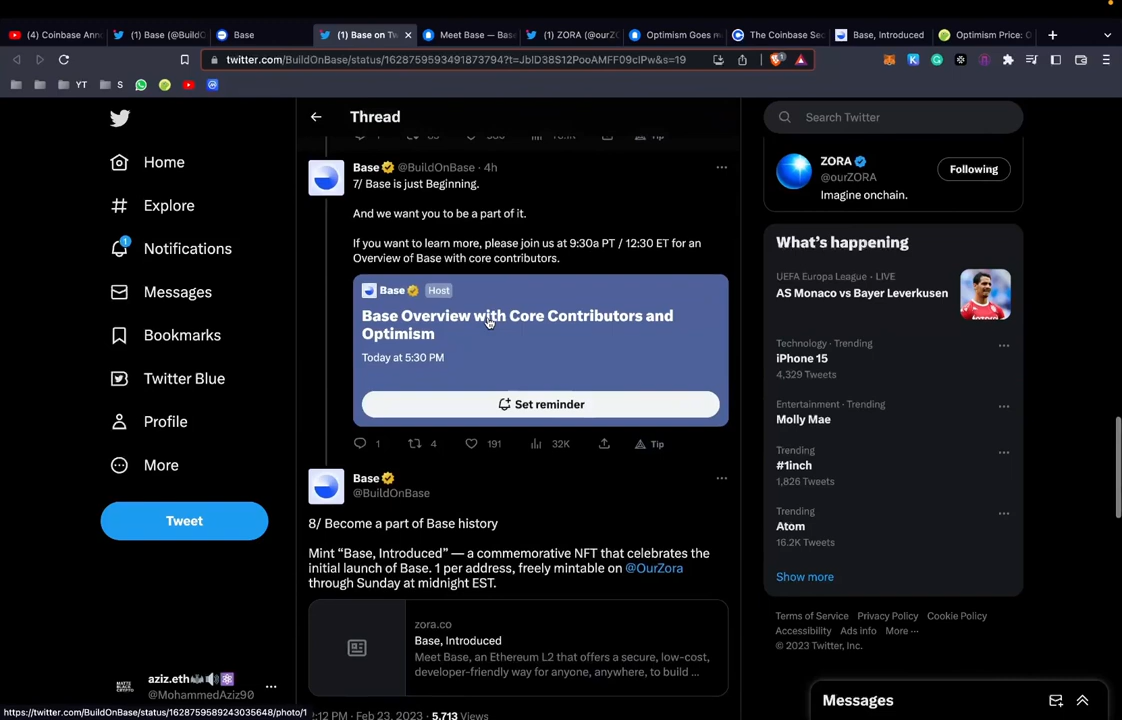 (4) Coinbase Ann
(1) Base (@BuildO
Base
(1) Base on Tw
Meet Base — Bas
(1) ZORA (@ourZ
Optimism Goes m
The Coinbase Sec
Base, Introduced
Optimism Price: O
twitter.com/BuildOnBase/status/1628759593491873794?t=JbID38S12PooAMFF09cIPw&s=19
YT
S
Thread
Search Twitter
Home
Explore
1
Notifications
Messages
Bookmarks
Twitter Blue
Profile
More
Tweet
aziz.eth
@MohammedAziz90
Tip
Base @BuildOnBase · 4h
7/ Base is just Beginning.
And we want you to be a part of it.
If you want to learn more, please join us at 9:30a PT / 12:30 ET for an
Overview of Base with core contributors.
Base Host
Base Overview with Core Contributors and
Optimism
Today at 5:30 PM
Set reminder
1 4 191 32K Tip
Base
@BuildOnBase
8/ Become a part of Base history
Mint “Base, Introduced” — a commemorative NFT that celebrates the
initial launch of Base. 1 per address, freely mintable on @OurZora
through Sunday at midnight EST.
zora.co
Base, Introduced
Meet Base, an Ethereum L2 that offers a secure, low-cost,
developer-friendly way for anyone, anywhere, to build ...
2:12 PM · Feb 23, 2023 · 5,713 Views
ZORA
@ourZORA
Following
Imagine onchain.
What’s happening
UEFA Europa League · LIVE
AS Monaco vs Bayer Leverkusen
Technology · Trending
iPhone 15
4,329 Tweets
Entertainment · Trending
Molly Mae
Trending
#1inch
1,826 Tweets
Trending
Atom
16.2K Tweets
Show more
Terms of Service Privacy Policy Cookie Policy
Accessibility Ads info More ···
© 2023 Twitter, Inc.
Messages
https://twitter.com/BuildOnBase/status/1628759589243035648/photo/1